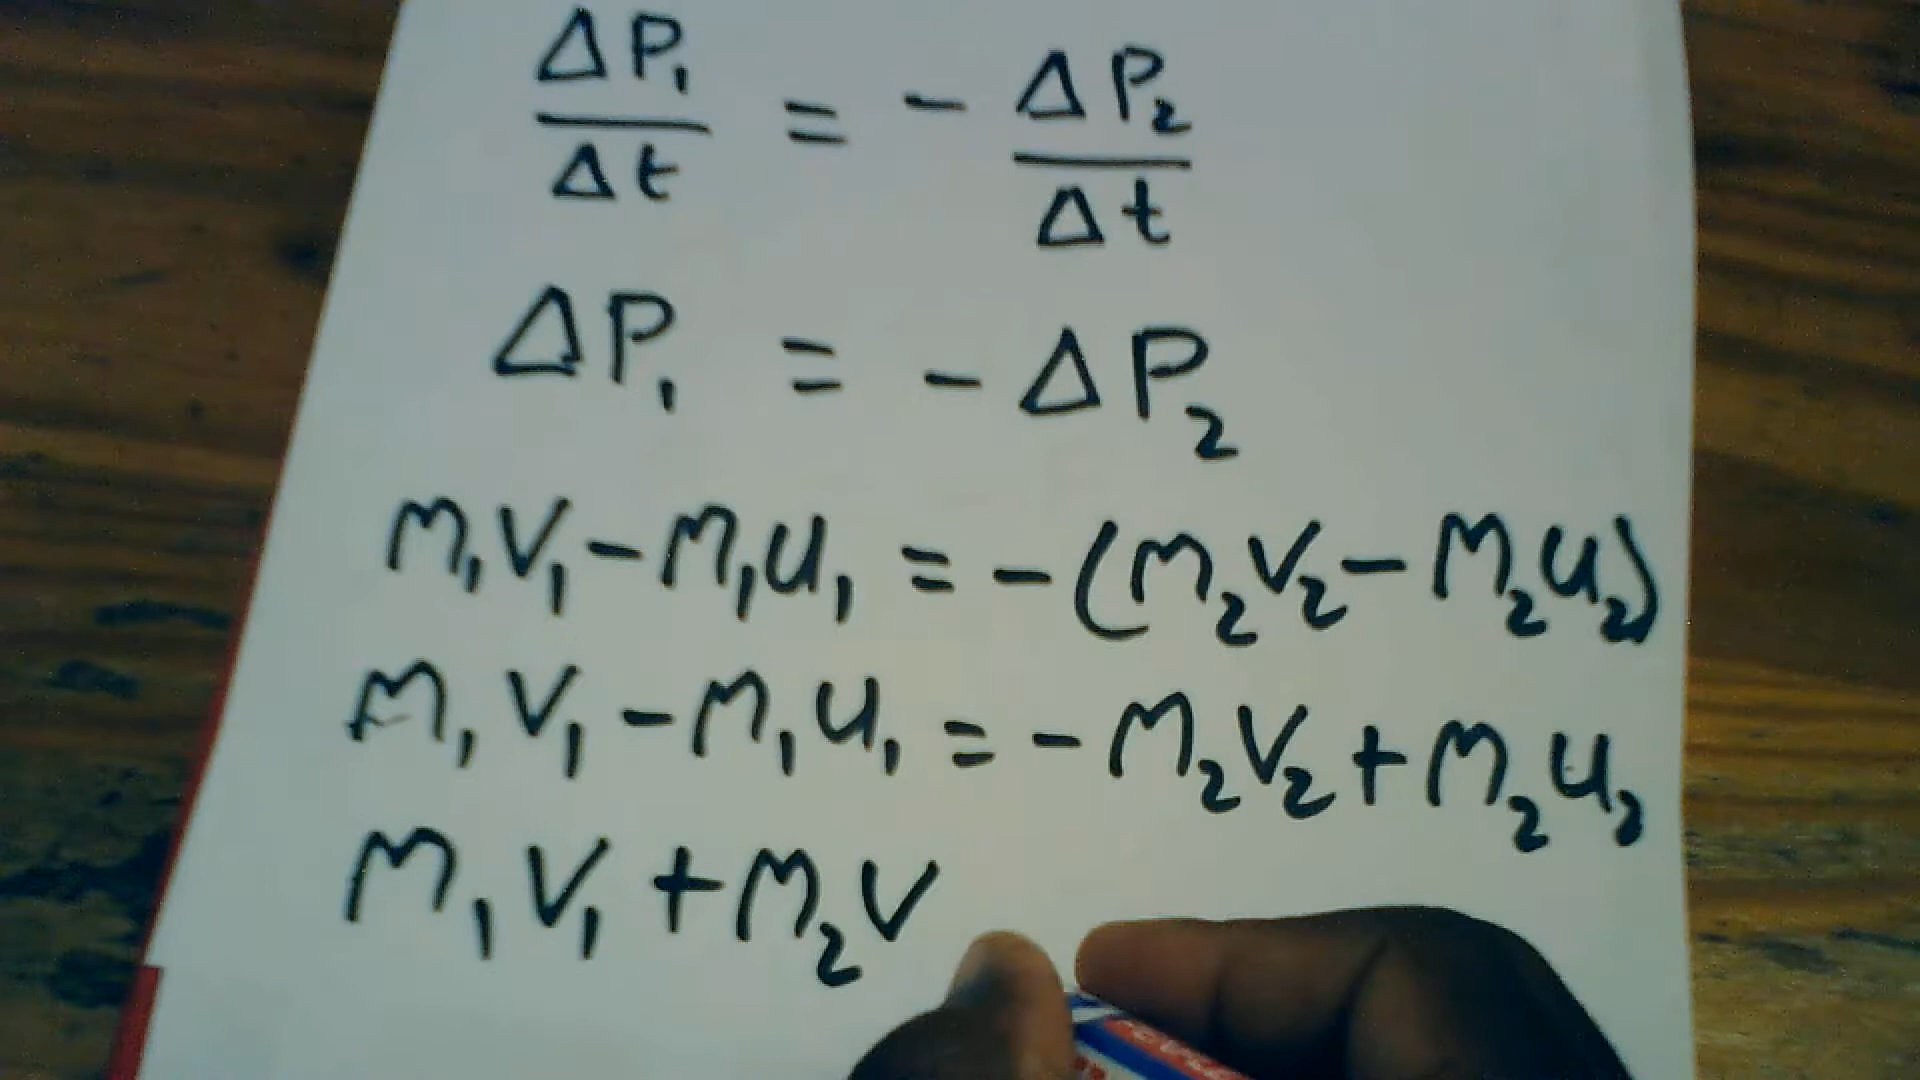 ΔP₁/Δt = - ΔP₂/Δt
ΔP₁ = - ΔP₂
M₁V₁ - M₁U₁ = - (M₂V₂ - M₂U₂)
M₁V₁ - M₁U₁ = - M₂V₂ + M₂U₂
M₁V₁ + M₂V